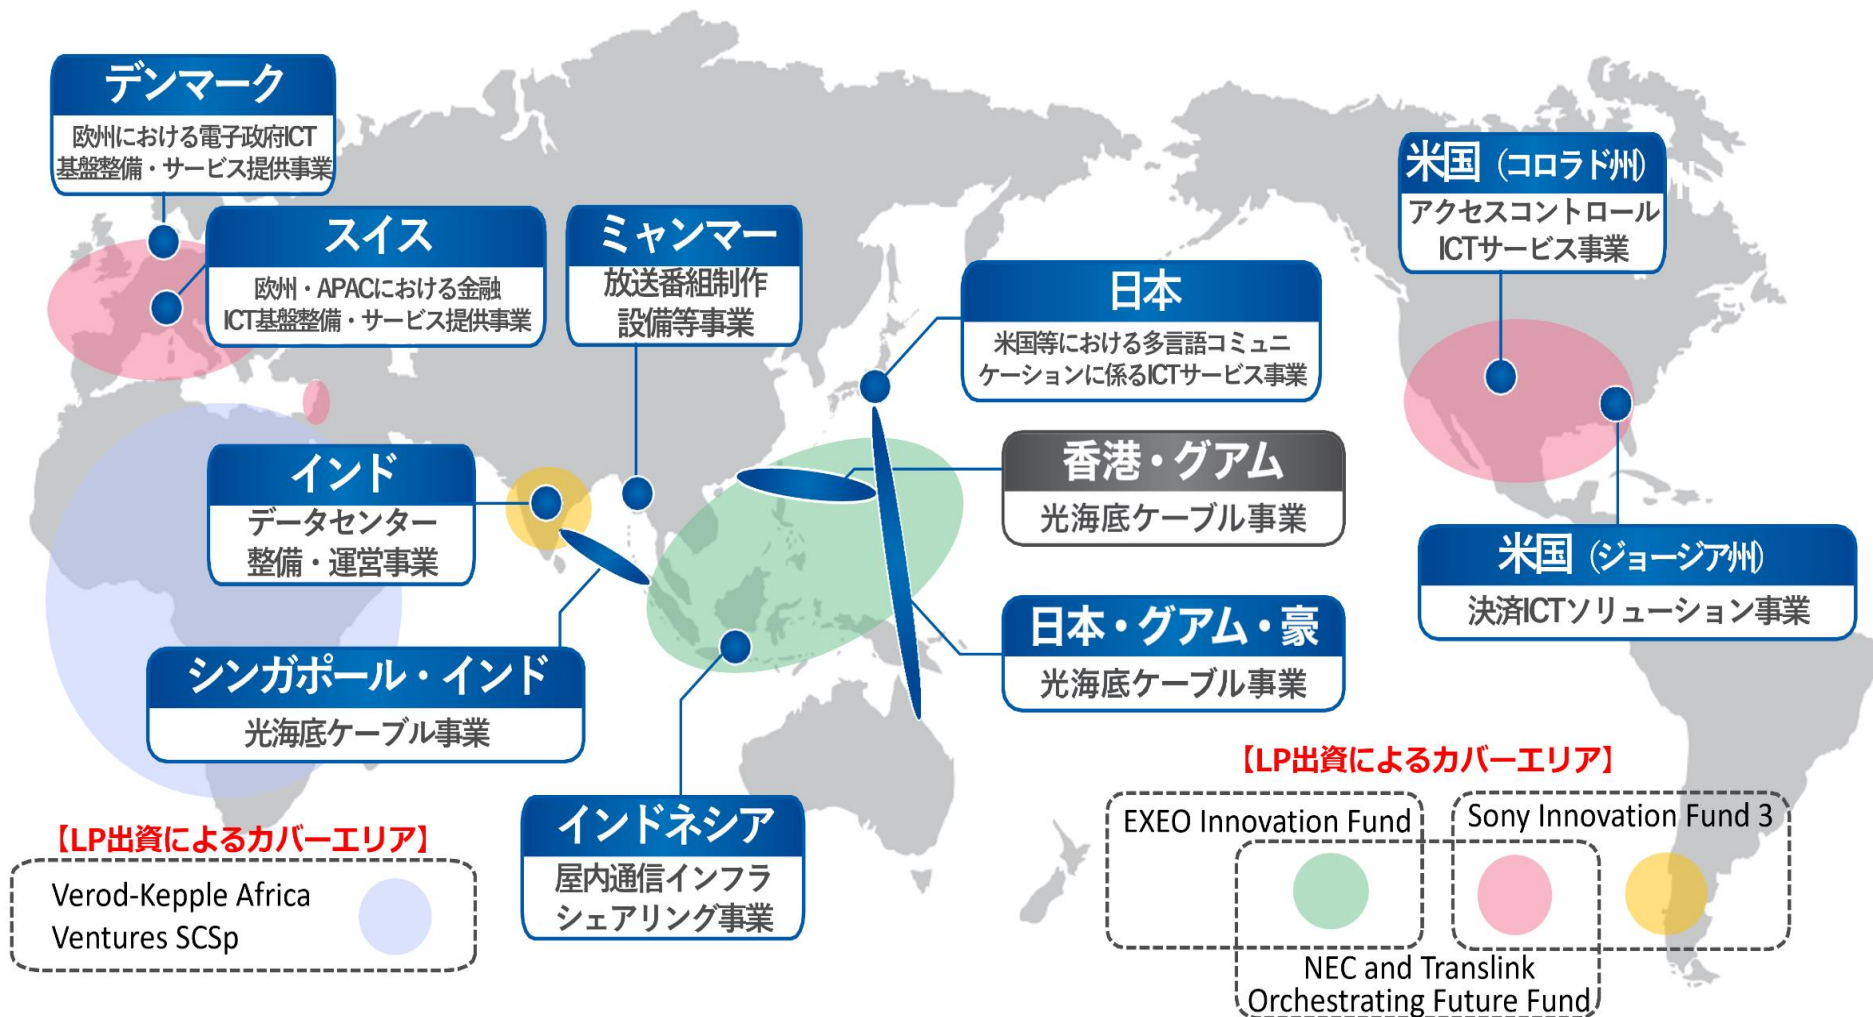 デンマーク
欧州における電子政府ICT
基盤整備・サービス提供事業
スイス
欧州・APACにおける金融
ICT基盤整備・サービス提供事業
ミャンマー
放送番組制作
設備等事業
日本
米国等における多言語コミュニ
ケーションに係るICTサービス事業
米国（コロラド州）
アクセスコントロール
ICTサービス事業
インド
データセンター
整備・運営事業
香港・グアム
光海底ケーブル事業
米国（ジョージア州）
決済ICTソリューション事業
日本・グアム・豪
光海底ケーブル事業
シンガポール・インド
光海底ケーブル事業
インドネシア
屋内通信インフラ
シェアリング事業
【LP出資によるカバーエリア】
Verod-Kepple Africa
Ventures SCSp
【LP出資によるカバーエリア】
EXEO Innovation Fund
Sony Innovation Fund 3
NEC and Translink
Orchestrating Future Fund